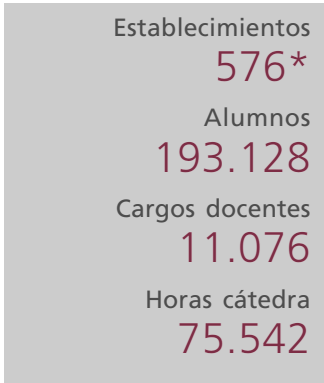 Establecimientos
576*
Alumnos
193.128
Cargos docentes
11.076
Horas cátedra
75.542